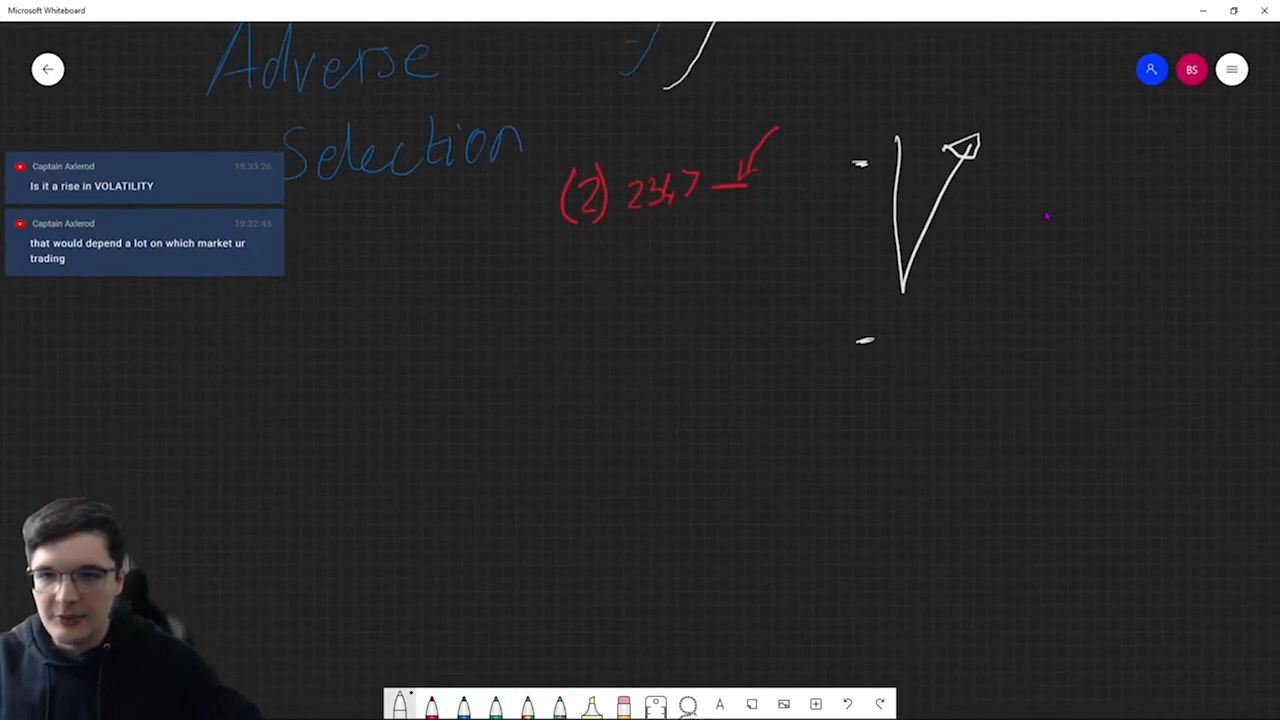 Microsoft Whiteboard
Adverse
Selection
BS
Captain Axlerod 19:33:26
Is it a rise in VOLATILITY
Captain Axlerod 19:32:45
that would depend a lot on which market ur
trading
(2) 2347
A